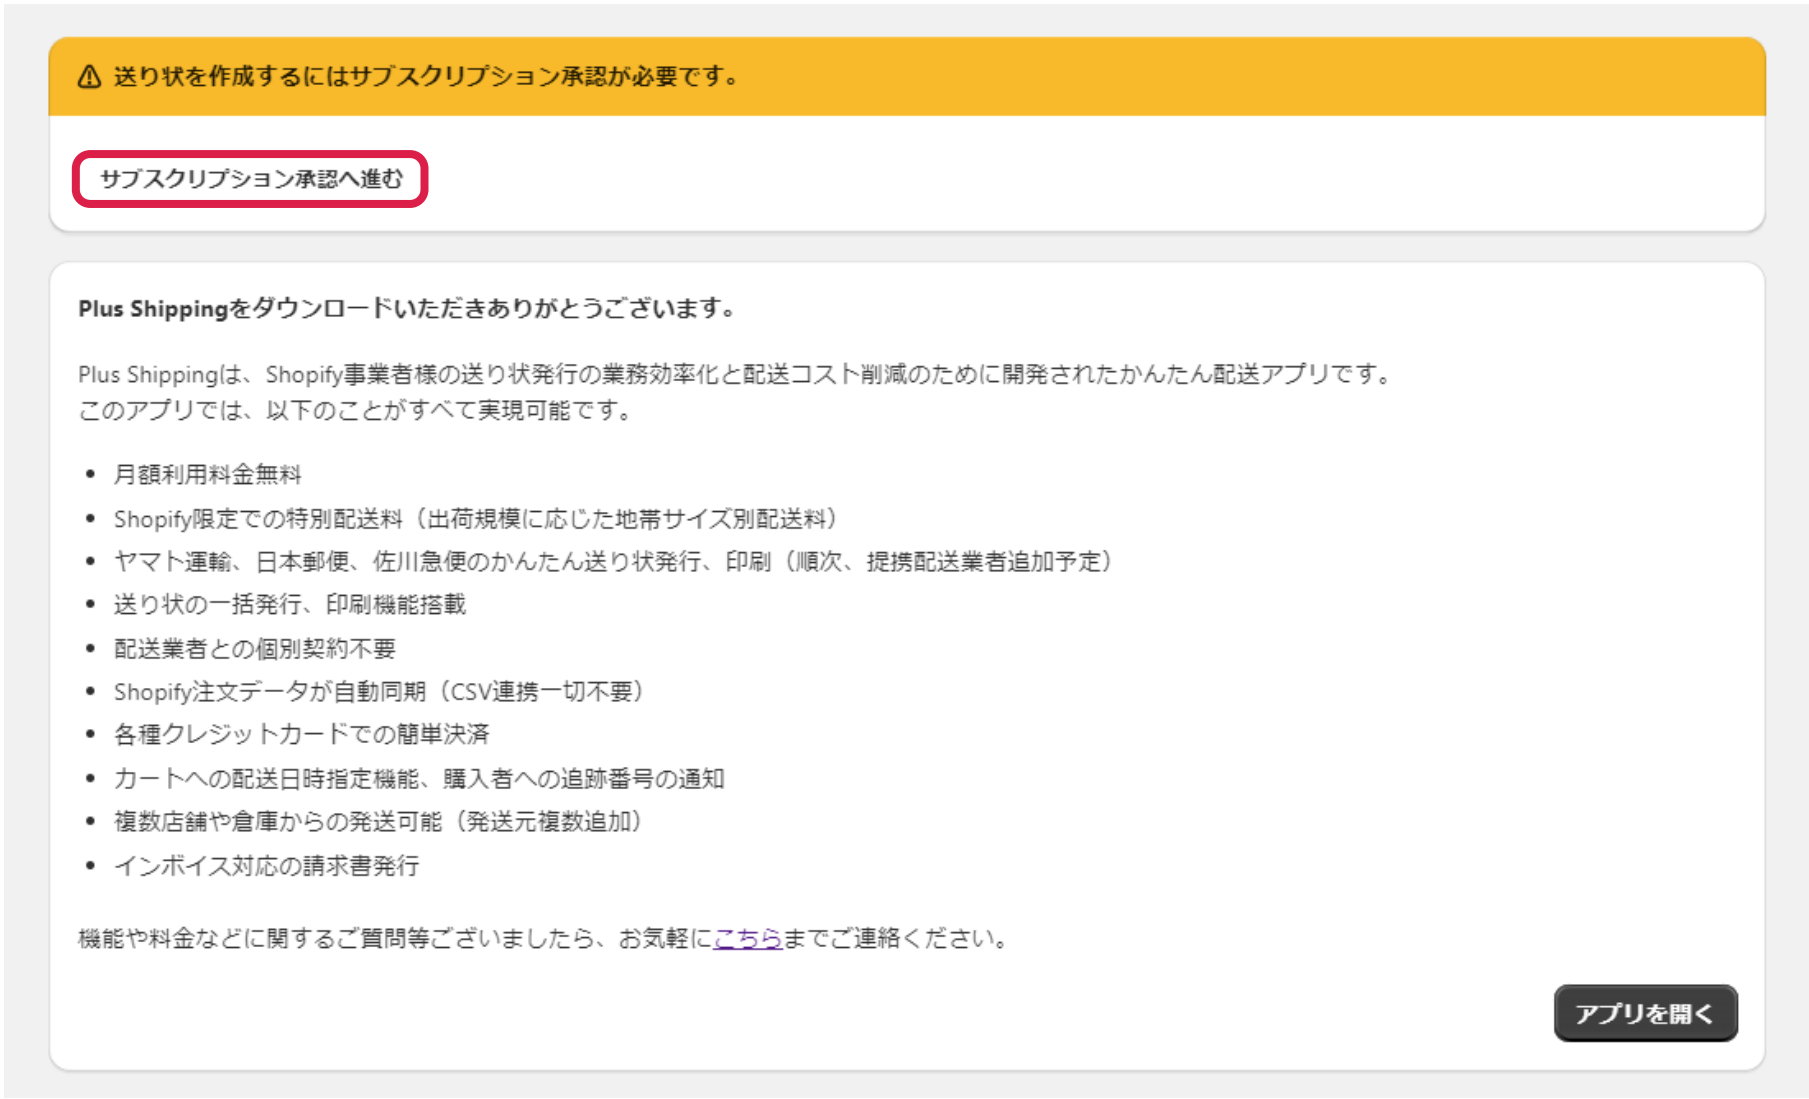 送り状を作成するにはサブスクリプション承認が必要です。
サブスクリプション承認へ進む
Plus Shippingをダウンロードいただきありがとうございます。
Plus Shippingは、Shopify事業者様の送り状発行の業務効率化と配送コスト削減のために開発されたかんたん配送アプリです。
このアプリでは、以下のことがすべて実現可能です。
• 月額利用料金無料
• Shopify限定での特別配送料（出荷規模に応じた地帯サイズ別配送料）
• ヤマト運輸、日本郵便、佐川急便のかんたん送り状発行、印刷（順次、提携配送業者追加予定）
• 送り状の一括発行、印刷機能搭載
• 配送業者との個別契約不要
• Shopify注文データが自動同期（CSV連携一切不要）
• 各種クレジットカードでの簡単決済
• カートへの配送日時指定機能、購入者への追跡番号の通知
• 複数店舗や倉庫からの発送可能（発送元複数追加）
• インボイス対応の請求書発行
機能や料金などに関するご質問等ございましたら、お気軽にこちらまでご連絡ください。
アプリを開く